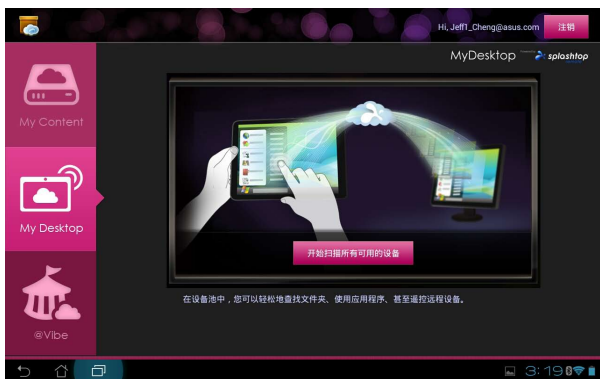 Hi, Jeff1_Cheng@asus.com
注销
MyDesktop
splashtop
My Content
My Desktop
开始扫描所有可用的设备
在设备池中，您可以轻松地查找文件夹、使用应用程序、甚至遥控远程设备。
@Vibe
3:19